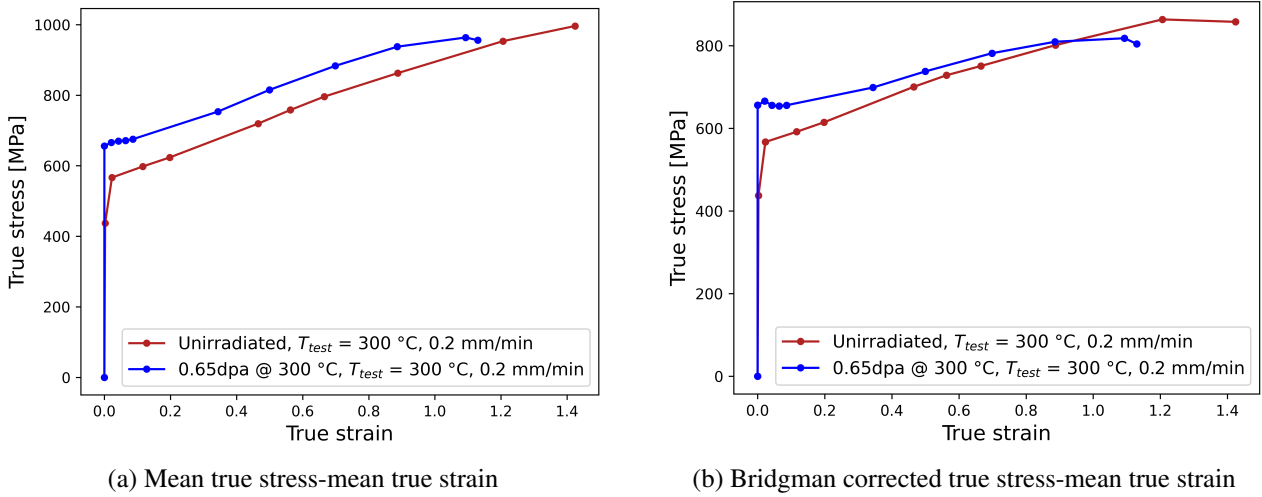 1000
800
600
400
200
0
True stress [MPa]
0.0 0.2 0.4 0.6 0.8 1.0 1.2 1.4
True strain
Unirradiated, T_test = 300 °C, 0.2 mm/min
0.65dpa @ 300 °C, T_test = 300 °C, 0.2 mm/min
(a) Mean true stress-mean true strain
800
600
400
200
0
True stress [MPa]
0.0 0.2 0.4 0.6 0.8 1.0 1.2 1.4
True strain
Unirradiated, T_test = 300 °C, 0.2 mm/min
0.65dpa @ 300 °C, T_test = 300 °C, 0.2 mm/min
(b) Bridgman corrected true stress-mean true strain